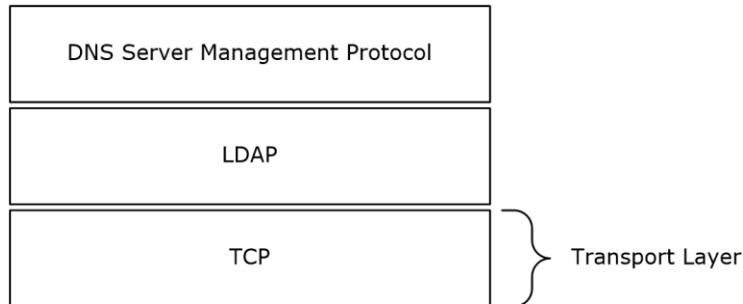 DNS Server Management Protocol
LDAP
TCP
Transport Layer